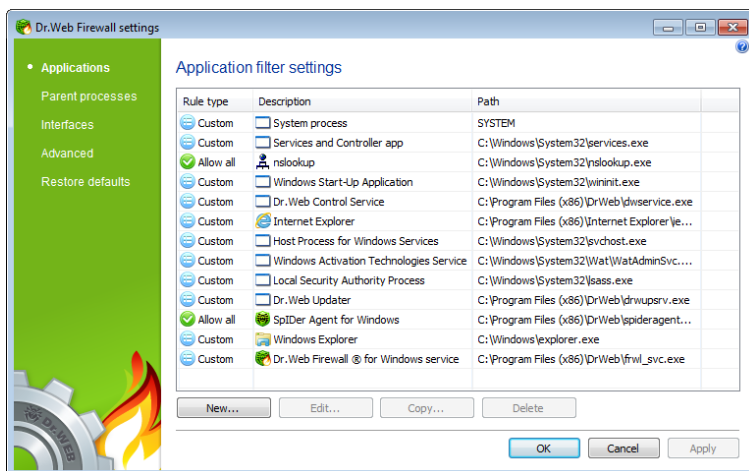 Dr.Web Firewall settings
Applications
Parent processes
Interfaces
Advanced
Restore defaults
Application filter settings
Rule type Description Path
Custom System process SYSTEM
Custom Services and Controller app C:\Windows\System32\services.exe
Allow all nslookup C:\Windows\System32\nslookup.exe
Custom Windows Start-Up Application C:\Windows\System32\wininit.exe
Custom Dr.Web Control Service C:\Program Files (x86)\DrWeb\dwservice.exe
Custom Internet Explorer C:\Program Files (x86)\Internet Explorer\ie...
Custom Host Process for Windows Services C:\Windows\System32\svchost.exe
Custom Windows Activation Technologies Service C:\Windows\System32\Wat\WatAdminSvc....
Custom Local Security Authority Process C:\Windows\System32\lsass.exe
Custom Dr.Web Updater C:\Program Files (x86)\DrWeb\drwupsrv.exe
Allow all SpIDer Agent for Windows C:\Program Files (x86)\DrWeb\spideragent...
Custom Windows Explorer C:\Windows\explorer.exe
Custom Dr.Web Firewall ® for Windows service C:\Program Files (x86)\DrWeb\frwl_svc.exe
New... Edit... Copy... Delete
OK Cancel Apply
Dr.WEB